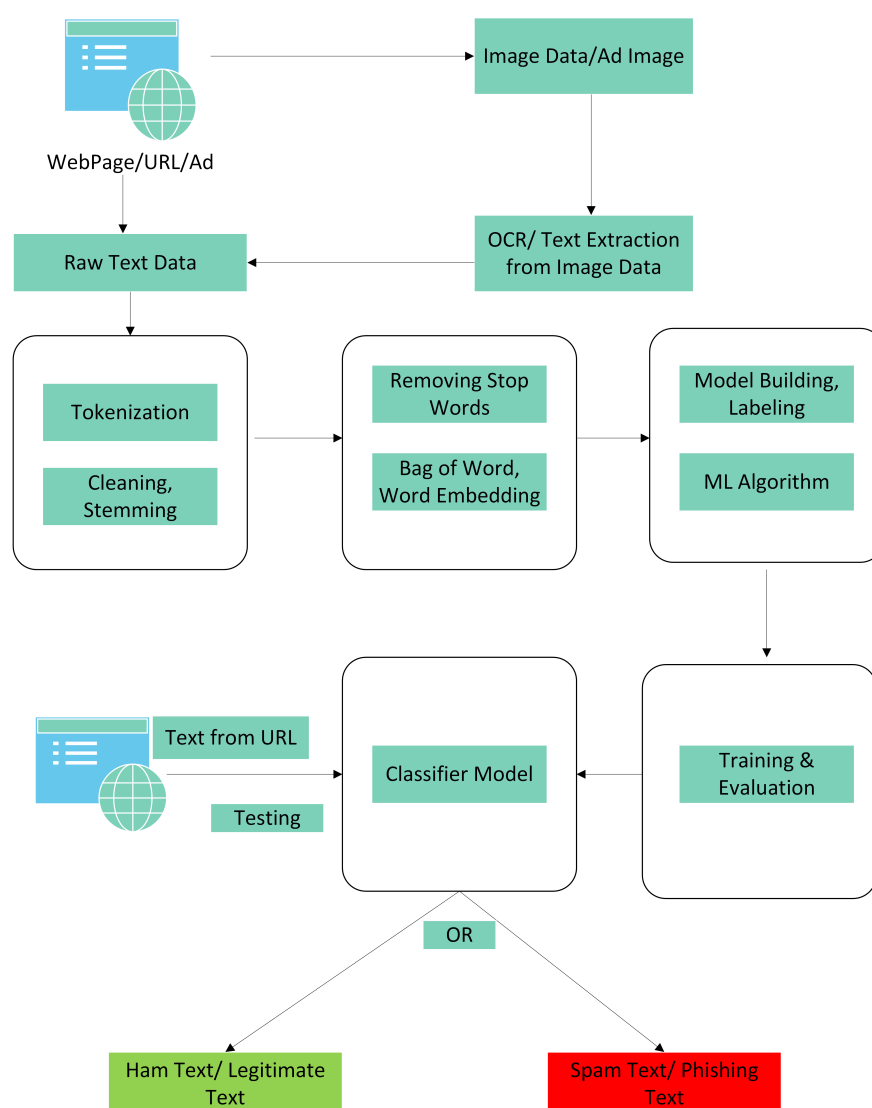 Image Data/Ad Image
WebPage/URL/Ad
Raw Text Data
OCR/ Text Extraction
from Image Data
Tokenization
Cleaning,
Stemming
Removing Stop
Words
Bag of Word,
Word Embedding
Model Building,
Labeling
ML Algorithm
Text from URL
Testing
Classifier Model
Training &
Evaluation
OR
Ham Text/ Legitimate
Text
Spam Text/ Phishing
Text